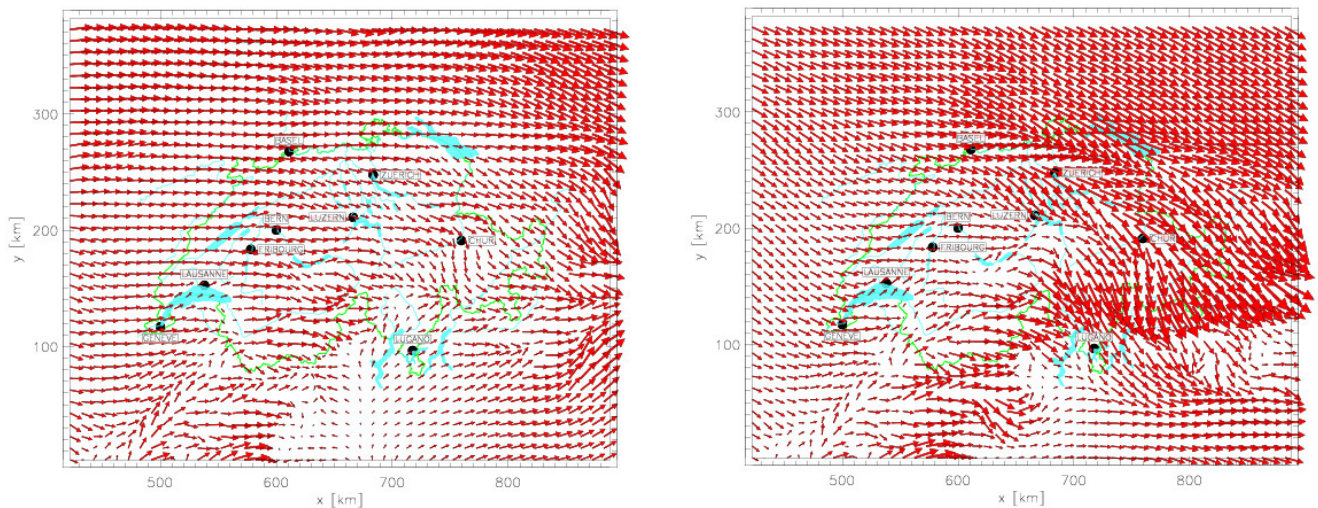 300
200
100
y [km]
500
600
700
800
x [km]
BASEL
ZUERICH
LUZERN
BERN
FRIBOURG
CHUR
LAUSANNE
GENEVE
LUGANO
300
200
100
y [km]
500
600
700
800
x [km]
BASEL
ZUERICH
LUZERN
BERN
FRIBOURG
CHUR
LAUSANNE
GENEVE
LUGANO